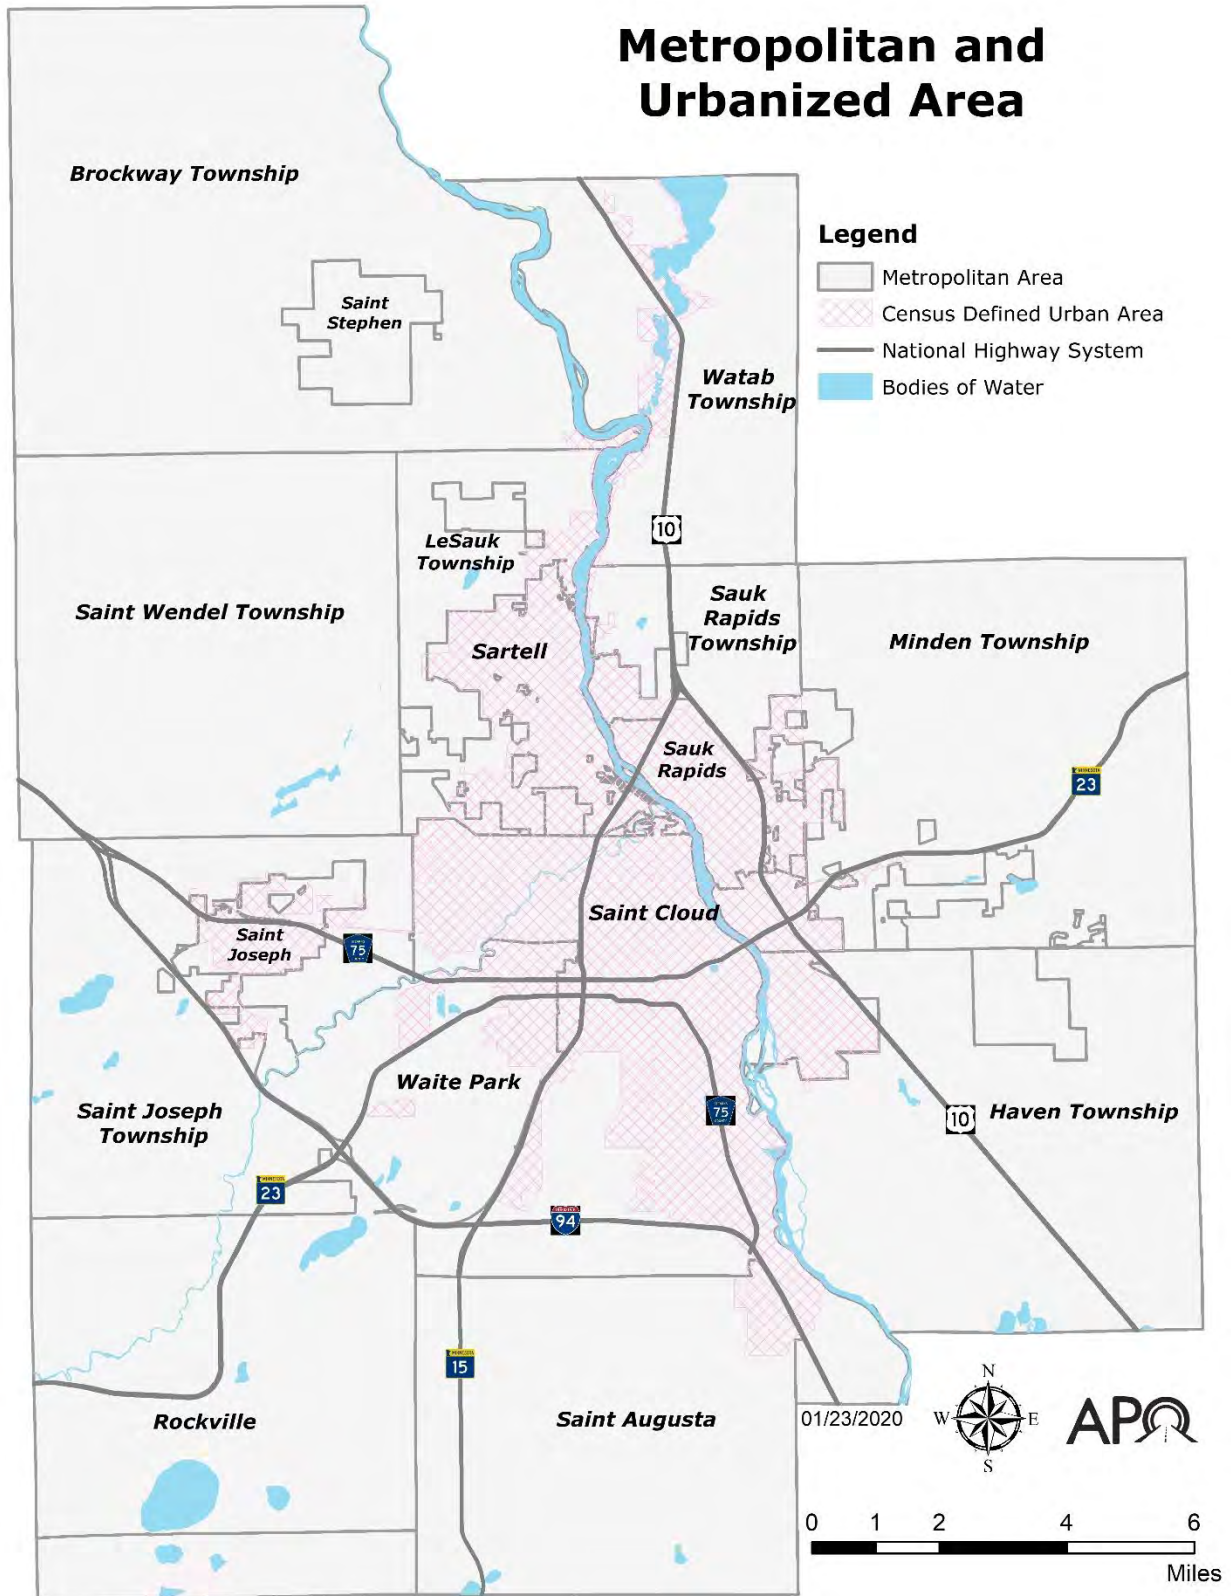 Metropolitan and
Urbanized Area
Brockway Township
Legend
Metropolitan Area
Census Defined Urban Area
National Highway System
Bodies of Water
Saint
Stephen
Watab
Township
10
LeSauk
Township
Sauk
Rapids
Township
Saint Wendel Township
Minden Township
Sartell
Sauk
Rapids
23
Saint Cloud
Saint
Joseph
75
Waite Park
Saint Joseph
Township
75
10
Haven Township
23
94
15
Rockville
Saint Augusta
01/23/2020
N
W
E
S
APO
0 1 2 4 6
Miles